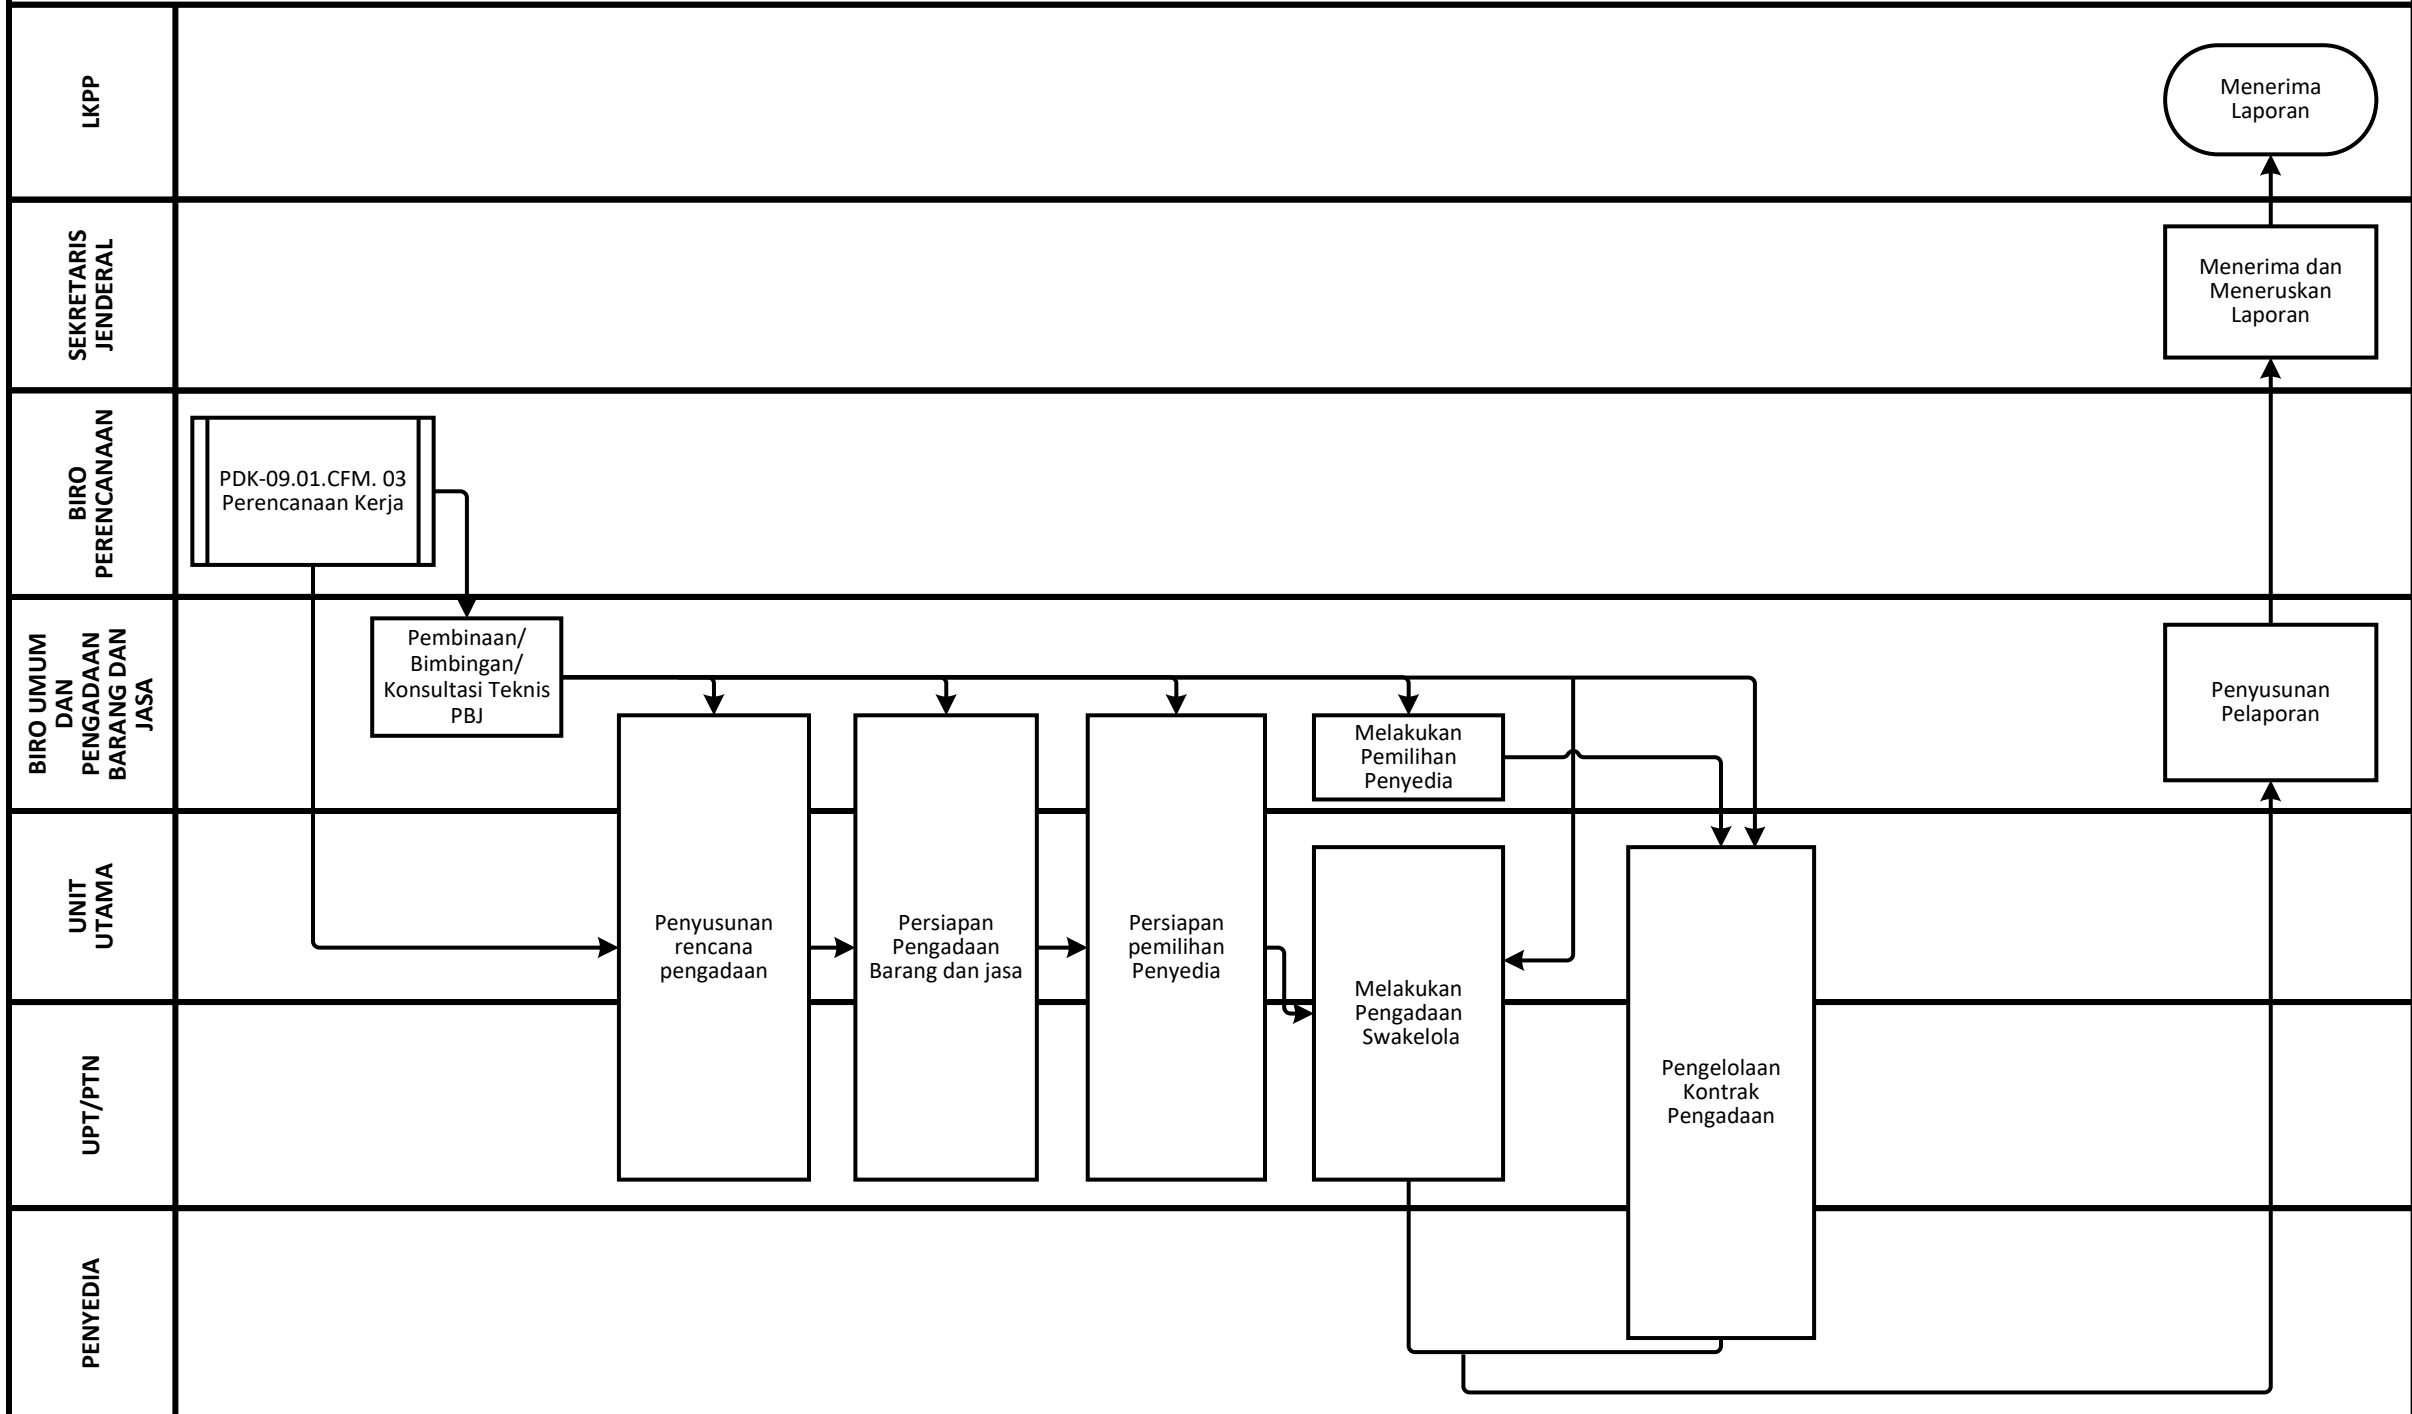 LKPP
Menerima
Laporan
SEKRETARIS
JENDERAL
Menerima dan
Meneruskan
Laporan
BIRO
PERENCANAAN
PDK-09.01.CFM. 03
Perencanaan Kerja
BIRO UMUM
DAN
PENGADAAN
BARANG DAN
JASA
Pembinaan/
Bimbingan/
Konsultasi Teknis
PBJ
Melakukan
Pemilihan
Penyedia
Penyusunan
Pelaporan
UNIT
UTAMA
Penyusunan
rencana
pengadaan
Persiapan
Pengadaan
Barang dan jasa
Persiapan
pemilihan
Penyedia
Melakukan
Pengadaan
Swakelola
Pengelolaan
Kontrak
Pengadaan
UPT/PTN
PENYEDIA